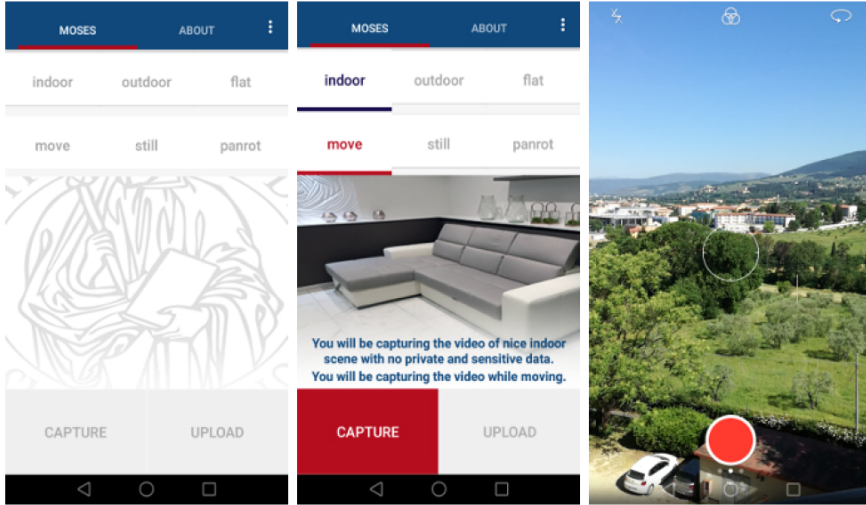 MOSES ABOUT
indoor outdoor flat
move still panrot
CAPTURE UPLOAD
MOSES ABOUT
indoor outdoor flat
move still panrot
You will be capturing the video of nice indoor
scene with no private and sensitive data.
You will be capturing the video while moving.
CAPTURE UPLOAD